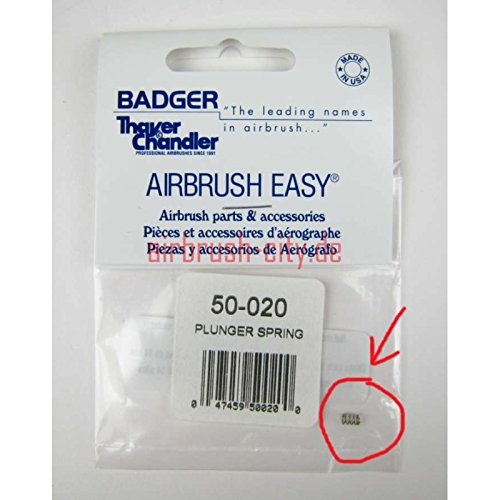 MADE
IN USA
BADGER
"The leading names
in airbrush..."
Thayer &
Chandler
PROFESSIONAL AIRBRUSHES SINCE 1891
AIRBRUSH EASY®
Airbrush parts & accessories
Pièces et accessoires d'aérographe
Piezas y accesorios de Aerógrafo
airbrush-city.de
50-020
PLUNGER SPRING
0 47459 50020 0